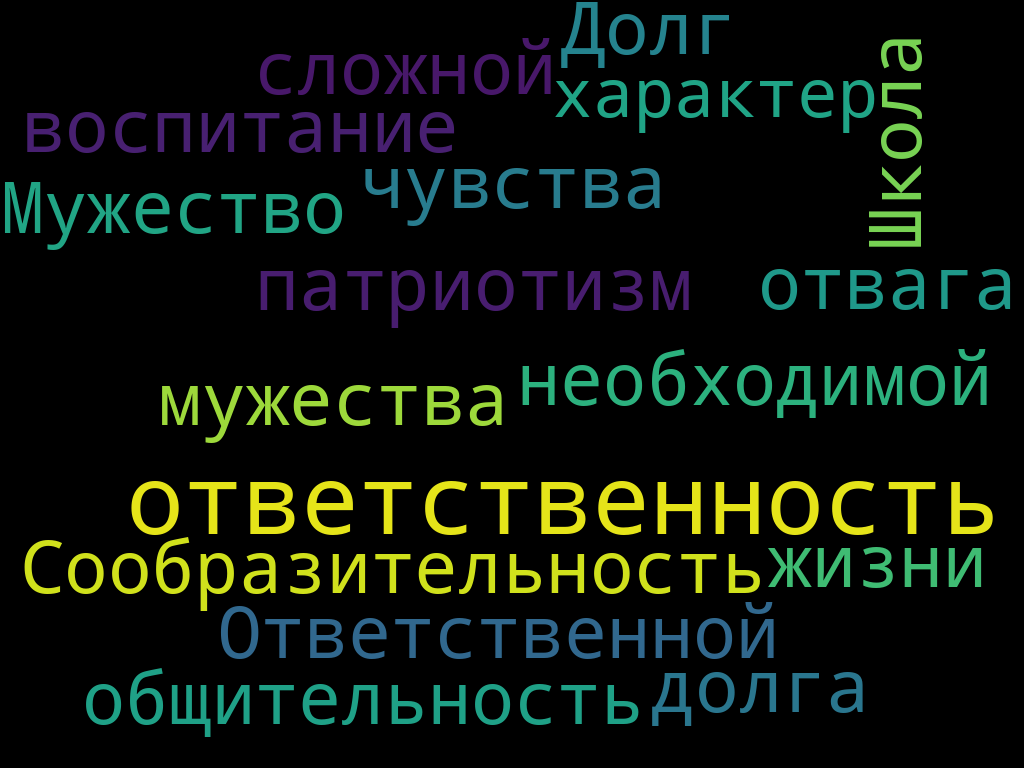 Долг
сложной
характер
Школа
воспитание
чувства
Мужество
патриотизм
отвага
необходимой
мужества
ответственность
Сообразительность
жизни
Ответственной
долга
общительность